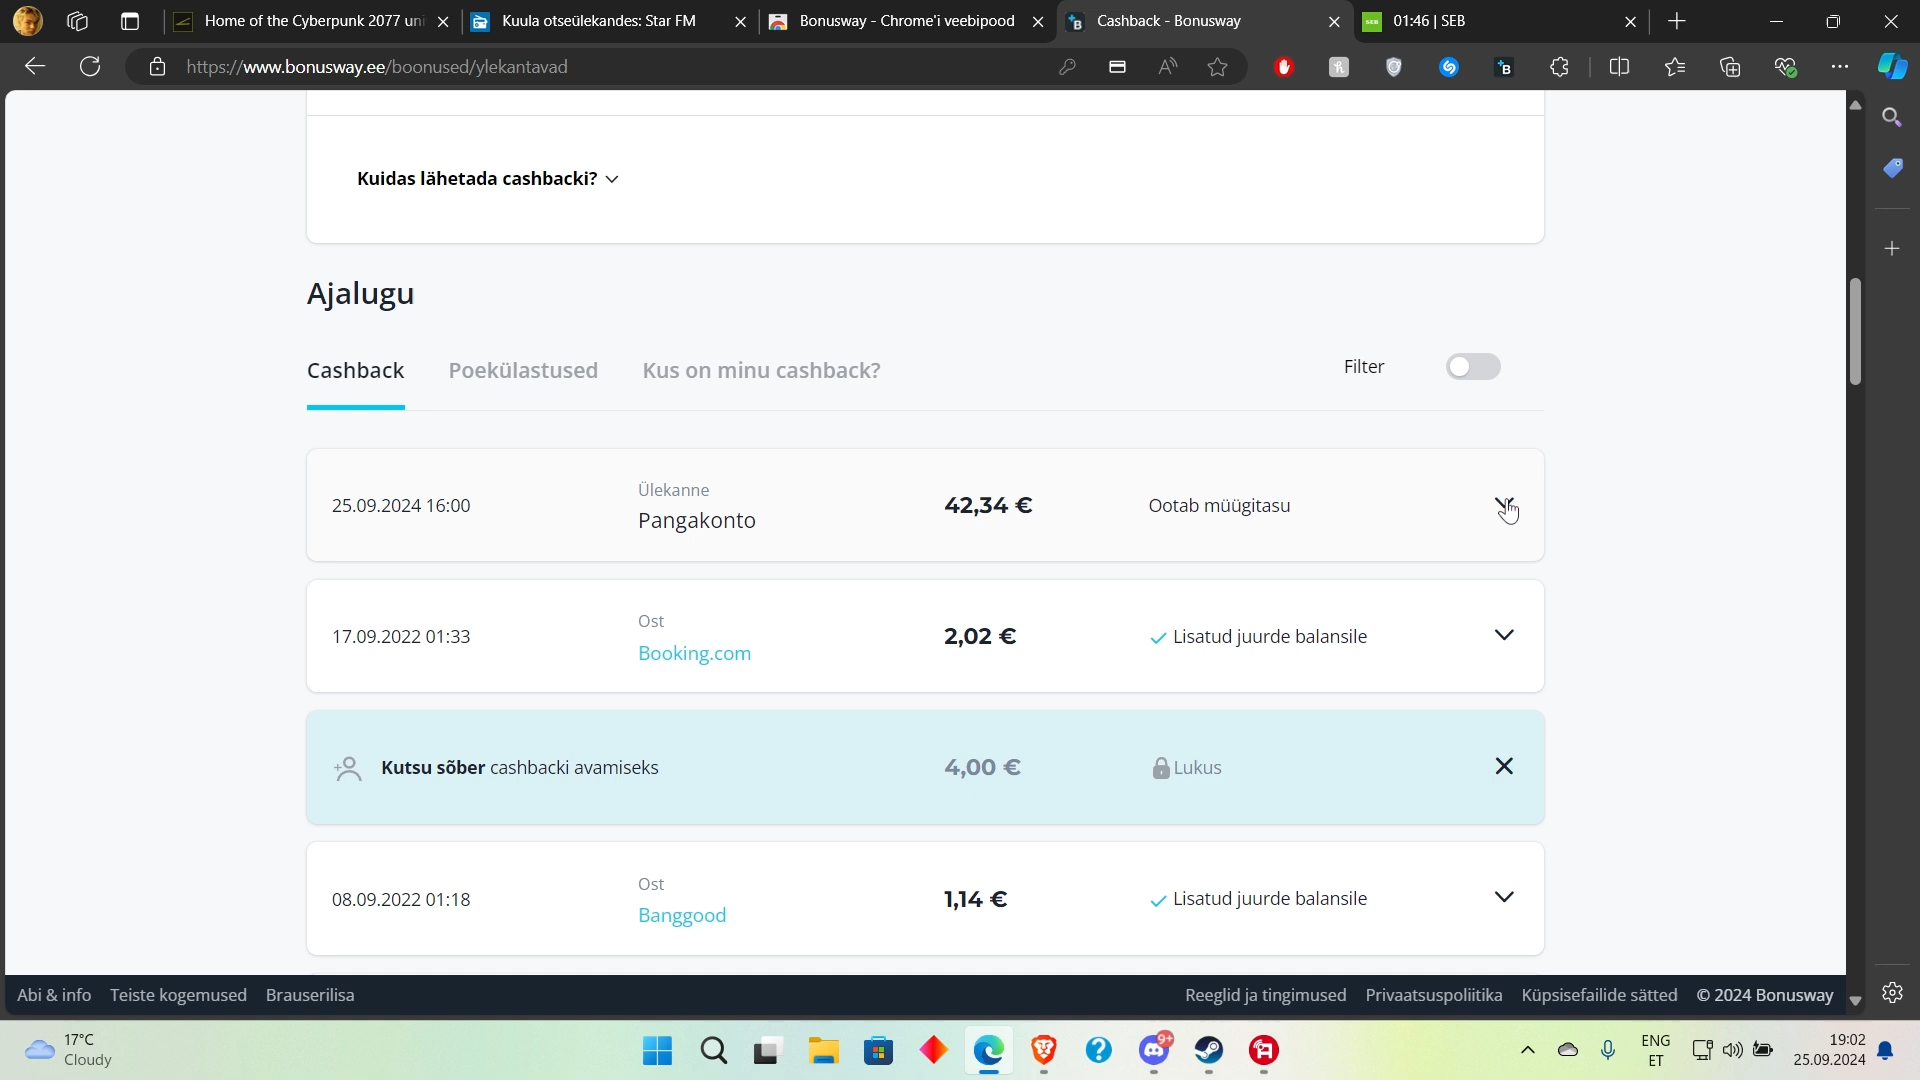 Home of the Cyberpunk 2077 uni
Kuula otseülekandes: Star FM
Bonusway - Chrome'i veebipood
Cashback - Bonusway
SEB
01:46 | SEB
https://www.bonusway.ee/boonused/ylekantavad
Kuidas lähetada cashbacki?
Ajalugu
Cashback
Poekülastused
Kus on minu cashback?
Filter
25.09.2024 16:00
Ülekanne
Pangakonto
42,34 €
Ootab müügitasu
17.09.2022 01:33
Ost
Booking.com
2,02 €
Lisatud juurde balansile
Kutsu sõber cashbacki avamiseks
4,00 €
Lukus
08.09.2022 01:18
Ost
Banggood
1,14 €
Lisatud juurde balansile
Abi & info
Teiste kogemused
Brauserilisa
Reeglid ja tingimused
Privaatsuspoliitika
Küpsisefailide sätted
© 2024 Bonusway
17°C
Cloudy
9+
ENG
ET
19:02
25.09.2024